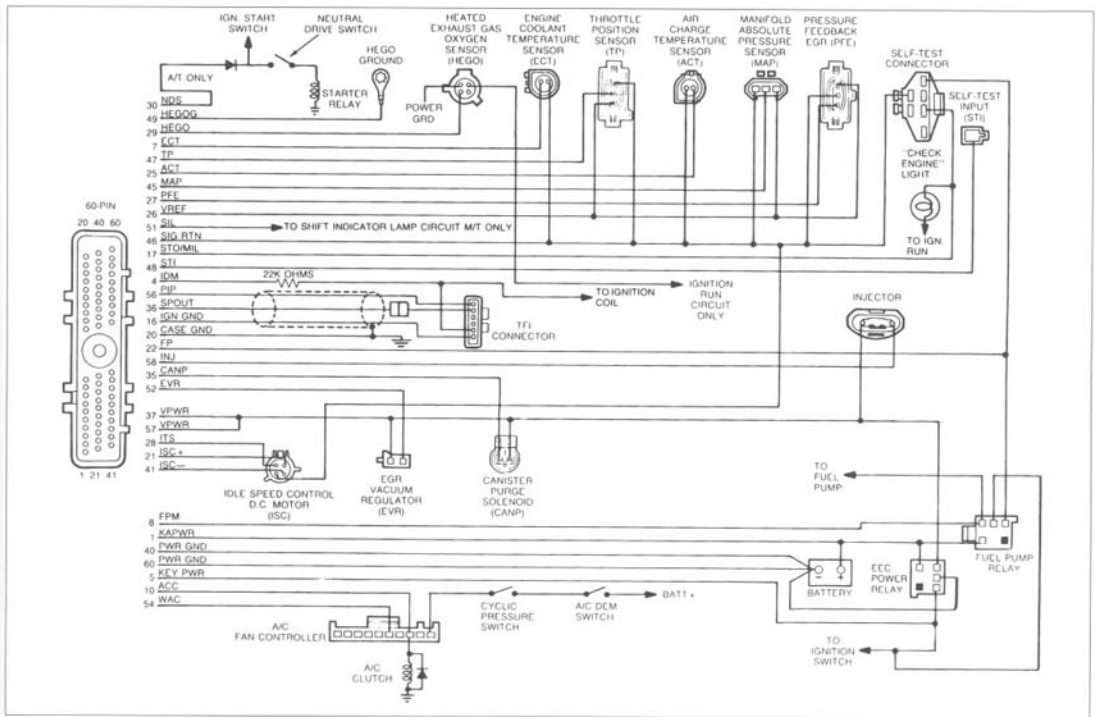 IGN START
SWITCH
NEUTRAL
DRIVE SWITCH
HEGO
GROUND
HEATED
EXHAUST GAS
OXYGEN
SENSOR
(HEGO)
ENGINE
COOLANT
TEMPERATURE
SENSOR
(ECT)
THROTTLE
POSITION
SENSOR
(TP)
AIR
CHARGE
TEMPERATURE
SENSOR
(ACT)
MANIFOLD
ABSOLUTE
PRESSURE
SENSOR
(MAP)
PRESSURE
FEEDBACK
EGR (PFE)
SELF-TEST
CONNECTOR
SELF-TEST
INPUT
(STI)
A/T ONLY
STARTER
RELAY
POWER
GRD
"CHECK
ENGINE"
LIGHT
TO IGN.
RUN
30 NDS
49 HEGOG
29 HEGO
7 ECT
47 TP
25 ACT
45 MAP
27 PFE
26 VREF
51 SIL
TO SHIFT INDICATOR LAMP CIRCUIT M/T ONLY
46 SIG RTN
17 STO/MIL
48 STI
4 IDM
22K OHMS
56 PIP
36 SPOUT
16 IGN GND
20 CASE GND
22 FP
58 INJ
35 CANP
52 EVR
37 VPWR
57 VPWR
28 ITS
21 ISC+
41 ISC−
60-PIN
20 40 60
1 21 41
TO IGNITION
COIL
IGNITION
RUN
CIRCUIT
ONLY
TFI
CONNECTOR
INJECTOR
IDLE SPEED CONTROL
D.C. MOTOR
(ISC)
EGR
VACUUM
REGULATOR
(EVR)
CANISTER
PURGE
SOLENOID
(CANP)
TO
FUEL
PUMP
8 FPM
1 KAPWR
40 PWR GND
60 PWR GND
5 KEY PWR
10 ACC
54 WAC
FUEL PUMP
RELAY
− +
BATTERY
EEC
POWER
RELAY
CYCLIC
PRESSURE
SWITCH
A/C DEM
SWITCH
BATT +
A/C
FAN CONTROLLER
A/C
CLUTCH
TO
IGNITION
SWITCH